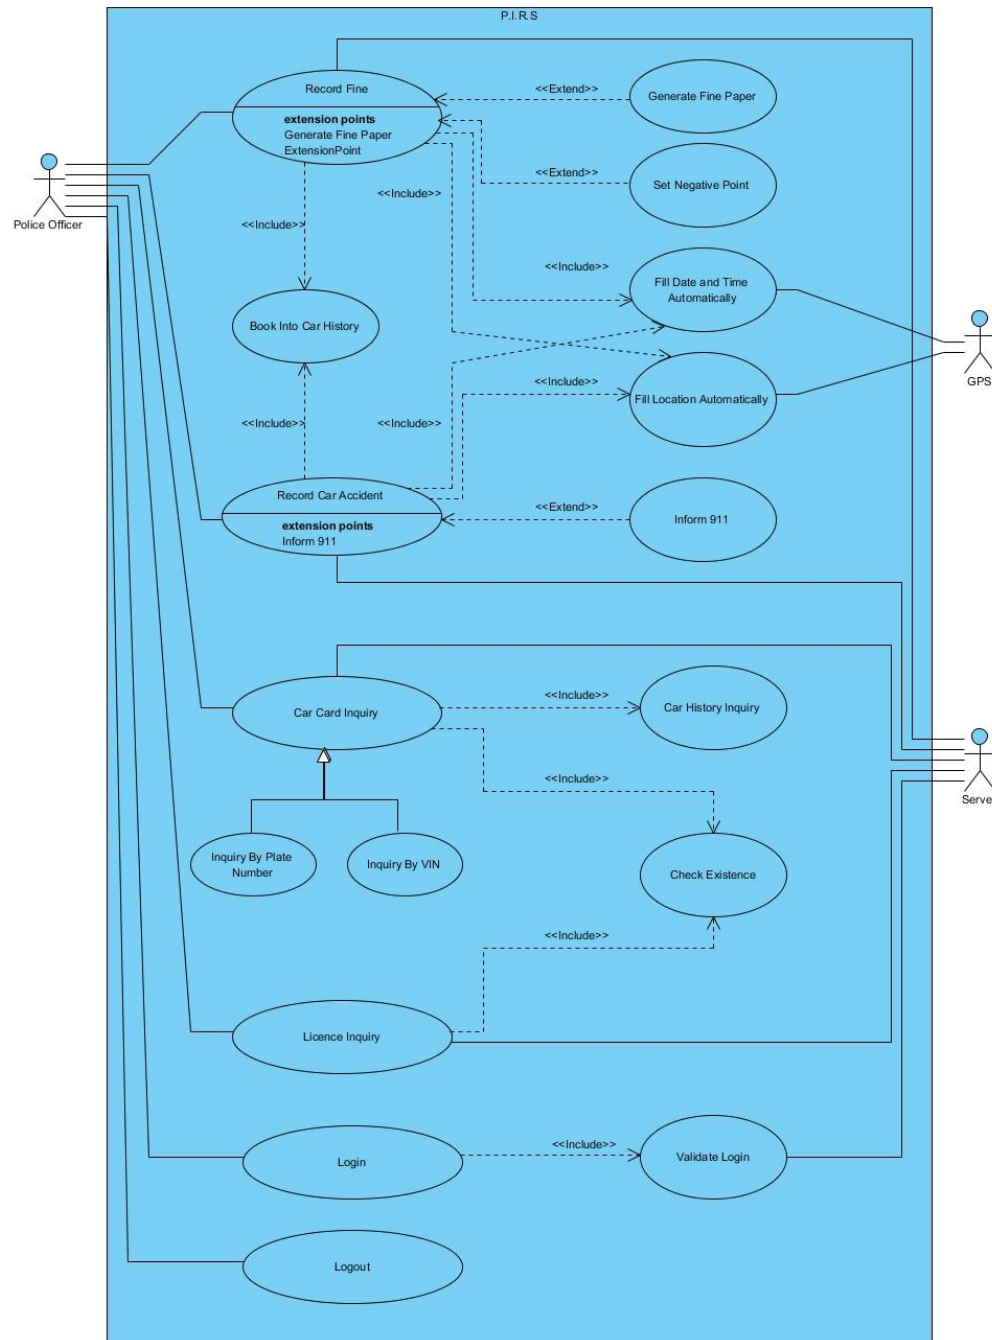 P.I.R.S
Record Fine
extension points
Generate Fine Paper
ExtensionPoint
<<Extend>>
Generate Fine Paper
<<Extend>>
Set Negative Point
<<Include>>
Police Officer
<<Include>>
<<Include>>
Fill Date and Time
Automatically
Book Into Car History
GPS
<<Include>>
Fill Location Automatically
<<Include>>
<<Include>>
Record Car Accident
extension points
Inform 911
<<Extend>>
Inform 911
Car Card Inquiry
<<Include>>
Car History Inquiry
<<Include>>
Serve
Inquiry By Plate
Number
Inquiry By VIN
Check Existence
<<Include>>
Licence Inquiry
Login
<<Include>>
Validate Login
Logout